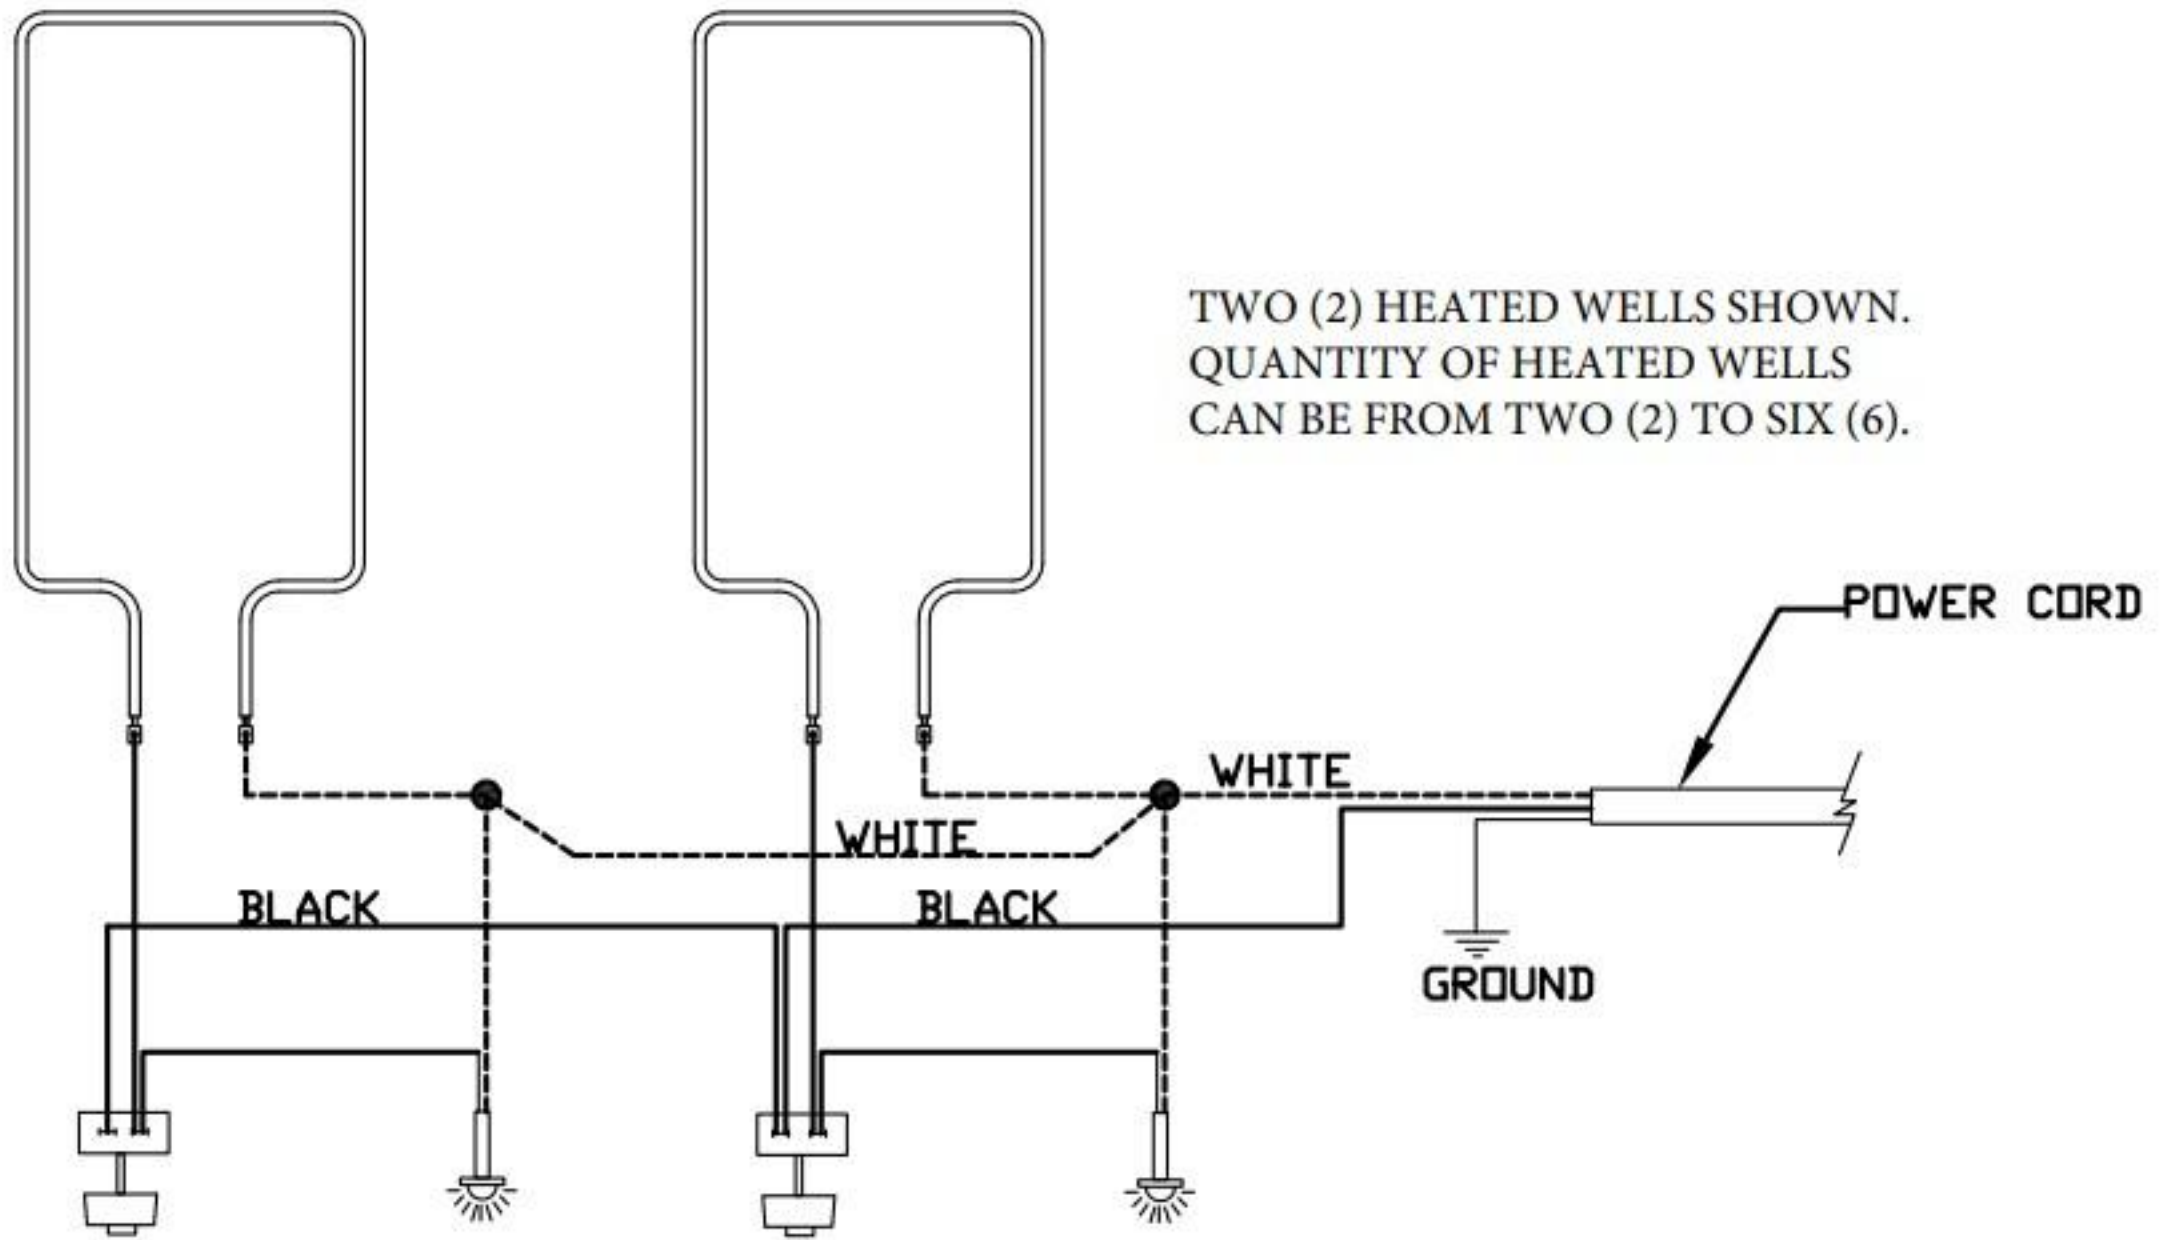 TWO (2) HEATED WELLS SHOWN.
QUANTITY OF HEATED WELLS
CAN BE FROM TWO (2) TO SIX (6).
POWER CORD
WHITE
WHITE
BLACK
BLACK
GROUND